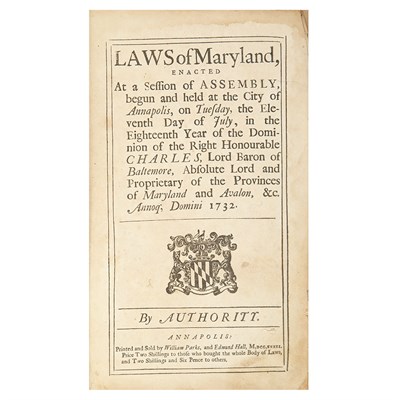 LAWS of Maryland,
ENACTED
At a Session of ASSEMBLY,
begun and held at the City of
Annapolis, on Tuesday, the Ele-
venth Day of July, in the
Eighteenth Year of the Domi-
nion of the Right Honourable
CHARLES, Lord Baron of
Baltemore, Absolute Lord and
Proprietary of the Provinces
of Maryland and Avalon, &c.
Annoq; Domini 1732.
By AUTHORITY.
ANNAPOLIS:
Printed and Sold by William Parks, and Edmund Hall,
Price Two Shillings to those who bought the whole Body of Laws,
and Two Shillings and Six Pence to others.